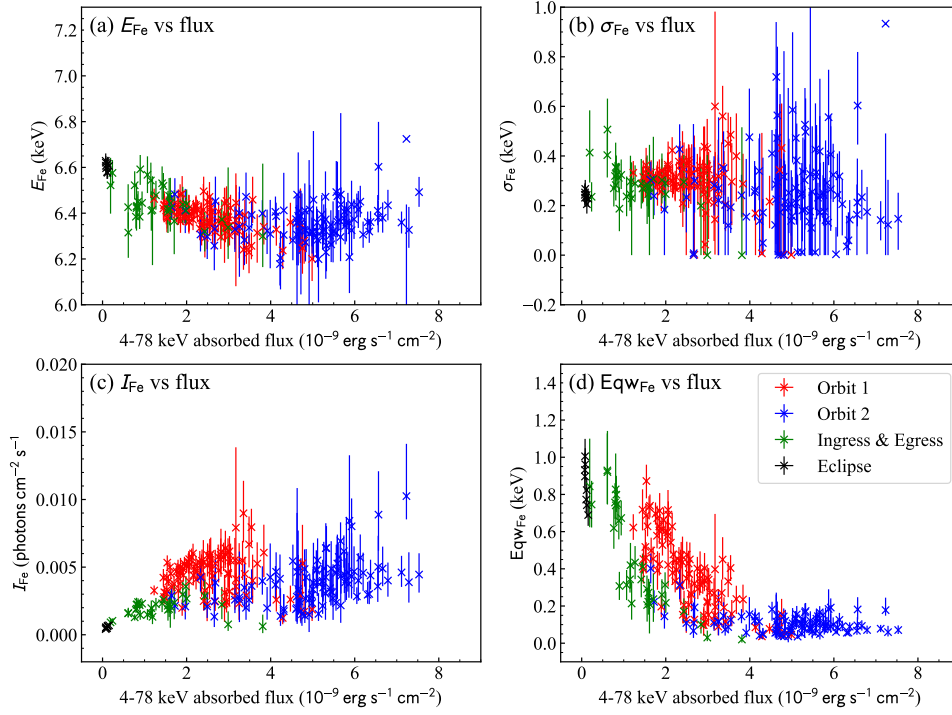 (a) E_Fe vs flux
7.2
7.0
6.8
6.6
6.4
6.2
6.0
E_Fe (keV)
0 2 4 6 8
4-78 keV absorbed flux (10⁻⁹ erg s⁻¹ cm⁻²)
(b) σ_Fe vs flux
1.0
0.8
0.6
0.4
0.2
0.0
−0.2
σ_Fe (keV)
0 2 4 6 8
4-78 keV absorbed flux (10⁻⁹ erg s⁻¹ cm⁻²)
(c) I_Fe vs flux
0.020
0.015
0.010
0.005
0.000
I_Fe (photons cm⁻² s⁻¹)
0 2 4 6 8
4-78 keV absorbed flux (10⁻⁹ erg s⁻¹ cm⁻²)
(d) Eqw_Fe vs flux
1.4
1.2
1.0
0.8
0.6
0.4
0.2
0.0
Eqw_Fe (keV)
Orbit 1
Orbit 2
Ingress & Egress
Eclipse
0 2 4 6 8
4-78 keV absorbed flux (10⁻⁹ erg s⁻¹ cm⁻²)